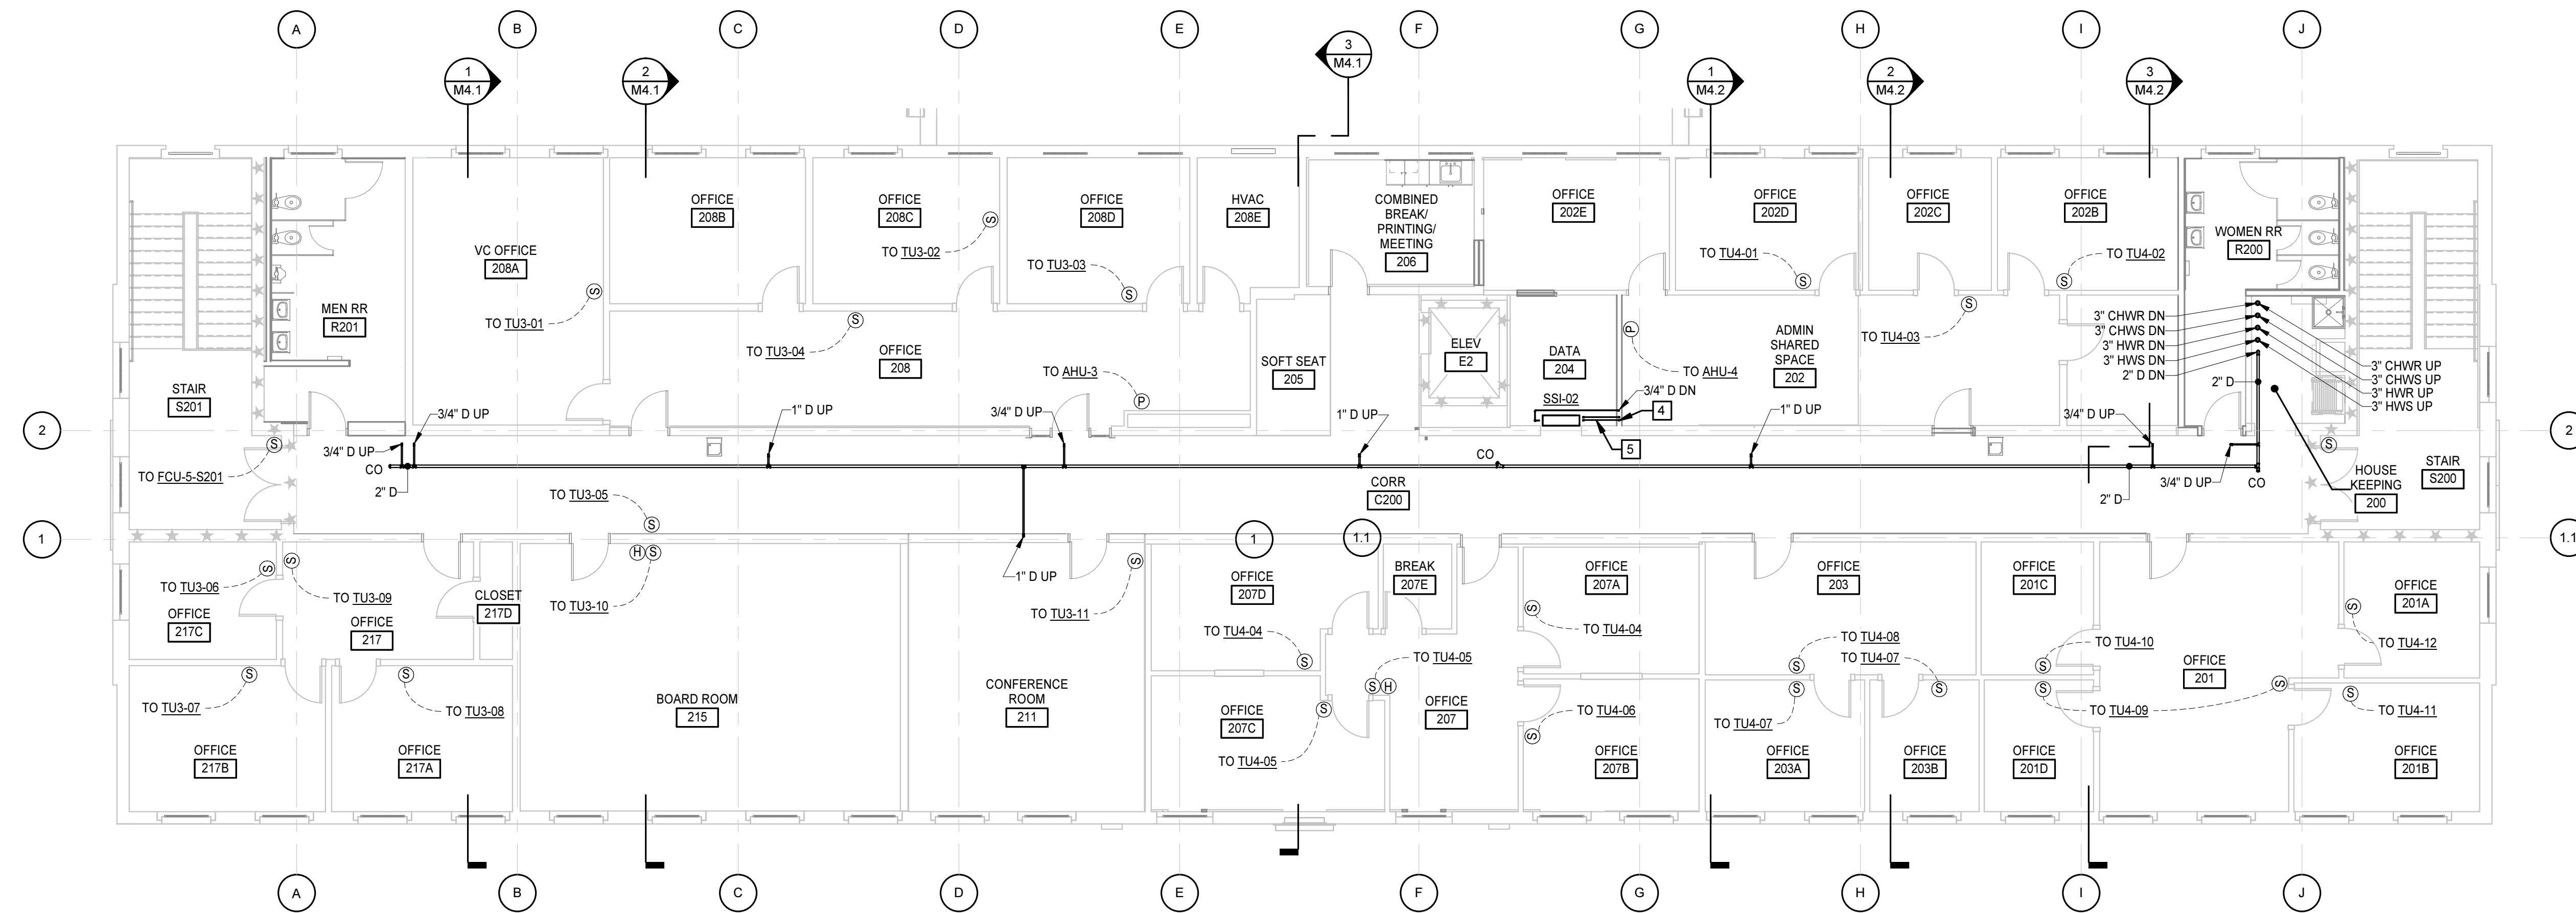 A
B
C
D
E
F
G
H
I
J
1
M4.1
2
M4.1
3
M4.1
1
M4.2
2
M4.2
3
M4.2
OFFICE
208B
OFFICE
208C
OFFICE
208D
HVAC
208E
COMBINED
BREAK/
PRINTING/
MEETING
206
OFFICE
202E
OFFICE
202D
OFFICE
202C
OFFICE
202B
WOMEN RR
R200
VC OFFICE
208A
S
TO TU3-01
S
TO TU3-02
S
TO TU3-03
S
TO TU4-01
S
TO TU4-02
MEN RR
R201
S
TO TU3-04
OFFICE
208
TO AHU-3
P
SOFT SEAT
205
ELEV
E2
DATA
204
P
TO AHU-4
ADMIN
SHARED
SPACE
202
S
TO TU4-03
3" CHWR DN
3" CHWS DN
3" HWR DN
3" HWS DN
2" D DN
3" CHWR UP
3" CHWS UP
3" HWR UP
3" HWS UP
2" D
STAIR
S201
SSI-02
3/4" D DN
4
5
2
2
3/4" D UP
3/4" D UP
1" D UP
3/4" D UP
1" D UP
1" D UP
3/4" D UP
3/4" D UP
S
TO FCU-5-S201
CO
2" D
CO
CORR
C200
2" D
CO
S
HOUSE
KEEPING
200
STAIR
S200
TO TU3-05
S
1" D UP
1
1
1.1
1.1
S
TO TU3-06
OFFICE
217C
S
TO TU3-09
OFFICE
217
CLOSET
217D
H S
TO TU3-10
S
TO TU3-11
OFFICE
207D
TO TU4-04
S
BREAK
207E
OFFICE
207A
S
TO TU4-04
OFFICE
203
TO TU4-08
S
TO TU4-07
S
OFFICE
201C
TO TU4-10
S
OFFICE
201A
S
TO TU4-12
S
TO TU3-07
S
TO TU3-08
BOARD ROOM
215
CONFERENCE
ROOM
211
OFFICE
207C
S
TO TU4-05
TO TU4-05
S H
OFFICE
207
TO TU4-06
S
S
TO TU4-07
OFFICE
201
S
TO TU4-09
S
S
TO TU4-11
OFFICE
217B
OFFICE
217A
OFFICE
207B
OFFICE
203A
OFFICE
203B
OFFICE
201D
OFFICE
201B
A
B
C
D
E
F
G
H
I
J